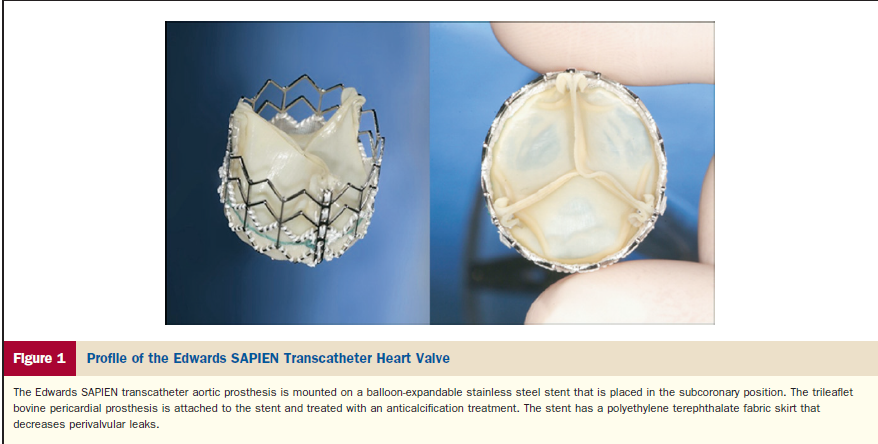 Figure 1
Profile of the Edwards SAPIEN Transcatheter Heart Valve
The Edwards SAPIEN transcatheter aortic prosthesis is mounted on a balloon-expandable stainless steel stent that is placed in the subcoronary position. The trileaflet
bovine pericardial prosthesis is attached to the stent and treated with an anticalcification treatment. The stent has a polyethylene terephthalate fabric skirt that
decreases perivalvular leaks.